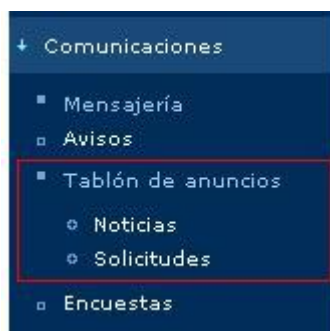 Comunicaciones
Mensajería
Avisos
Tablón de anuncios
Noticias
Solicitudes
Encuestas